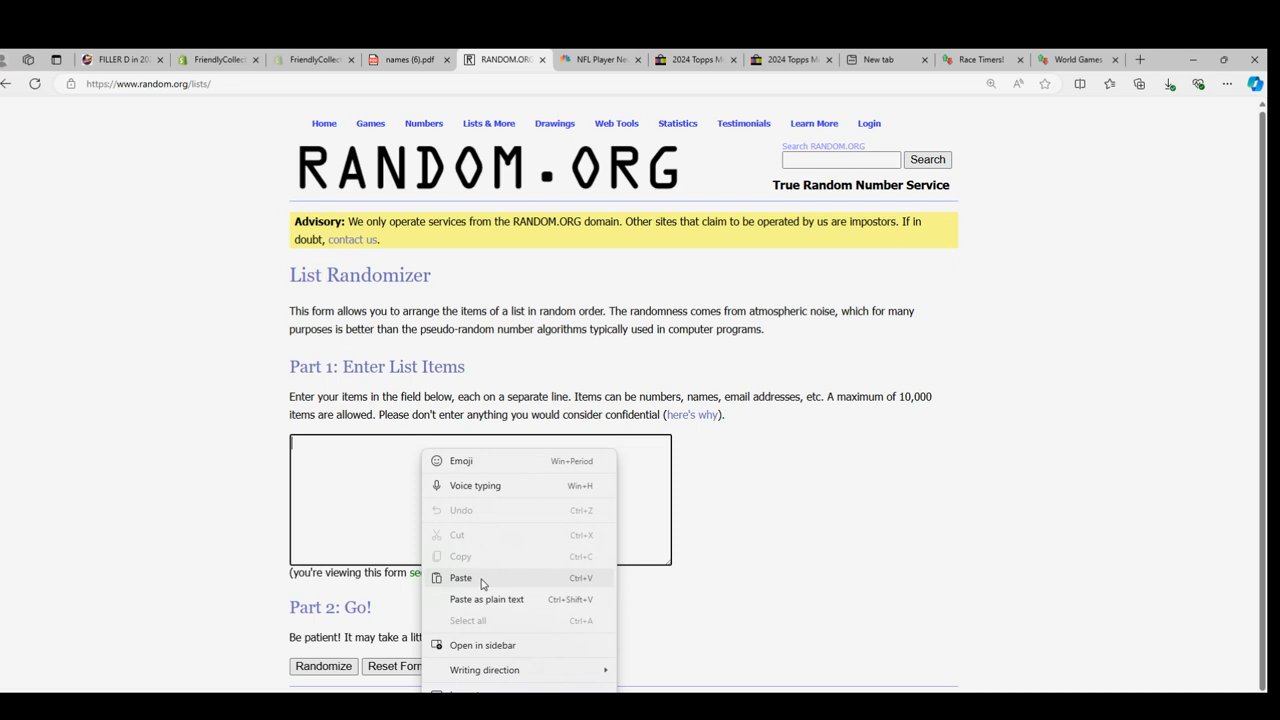 FILLER D in 20
FriendlyCollect
FriendlyCollect
names (6).pdf
RANDOM.OR
NFL Player Ne
2024 Topps M
2024 Topps M
New tab
Race Timers!
World Games
https://www.random.org/lists/
Home Games Numbers Lists & More Drawings Web Tools Statistics Testimonials Learn More Login
RANDOM.ORG
Search RANDOM.ORG
Search
True Random Number Service
Advisory: We only operate services from the RANDOM.ORG domain. Other sites that claim to be operated by us are impostors. If in
doubt, contact us.
List Randomizer
This form allows you to arrange the items of a list in random order. The randomness comes from atmospheric noise, which for many
purposes is better than the pseudo-random number algorithms typically used in computer programs.
Part 1: Enter List Items
Enter your items in the field below, each on a separate line. Items can be numbers, names, email addresses, etc. A maximum of 10,000
items are allowed. Please don't enter anything you would consider confidential (here's why).
Emoji Win+Period
Voice typing Win+H
Undo Ctrl+Z
Cut Ctrl+X
Copy Ctrl+C
Paste Ctrl+V
Paste as plain text Ctrl+Shift+V
Select all Ctrl+A
Open in sidebar
Writing direction
(you're viewing this form
Part 2: Go!
Be patient! It may take a
Randomize Reset For